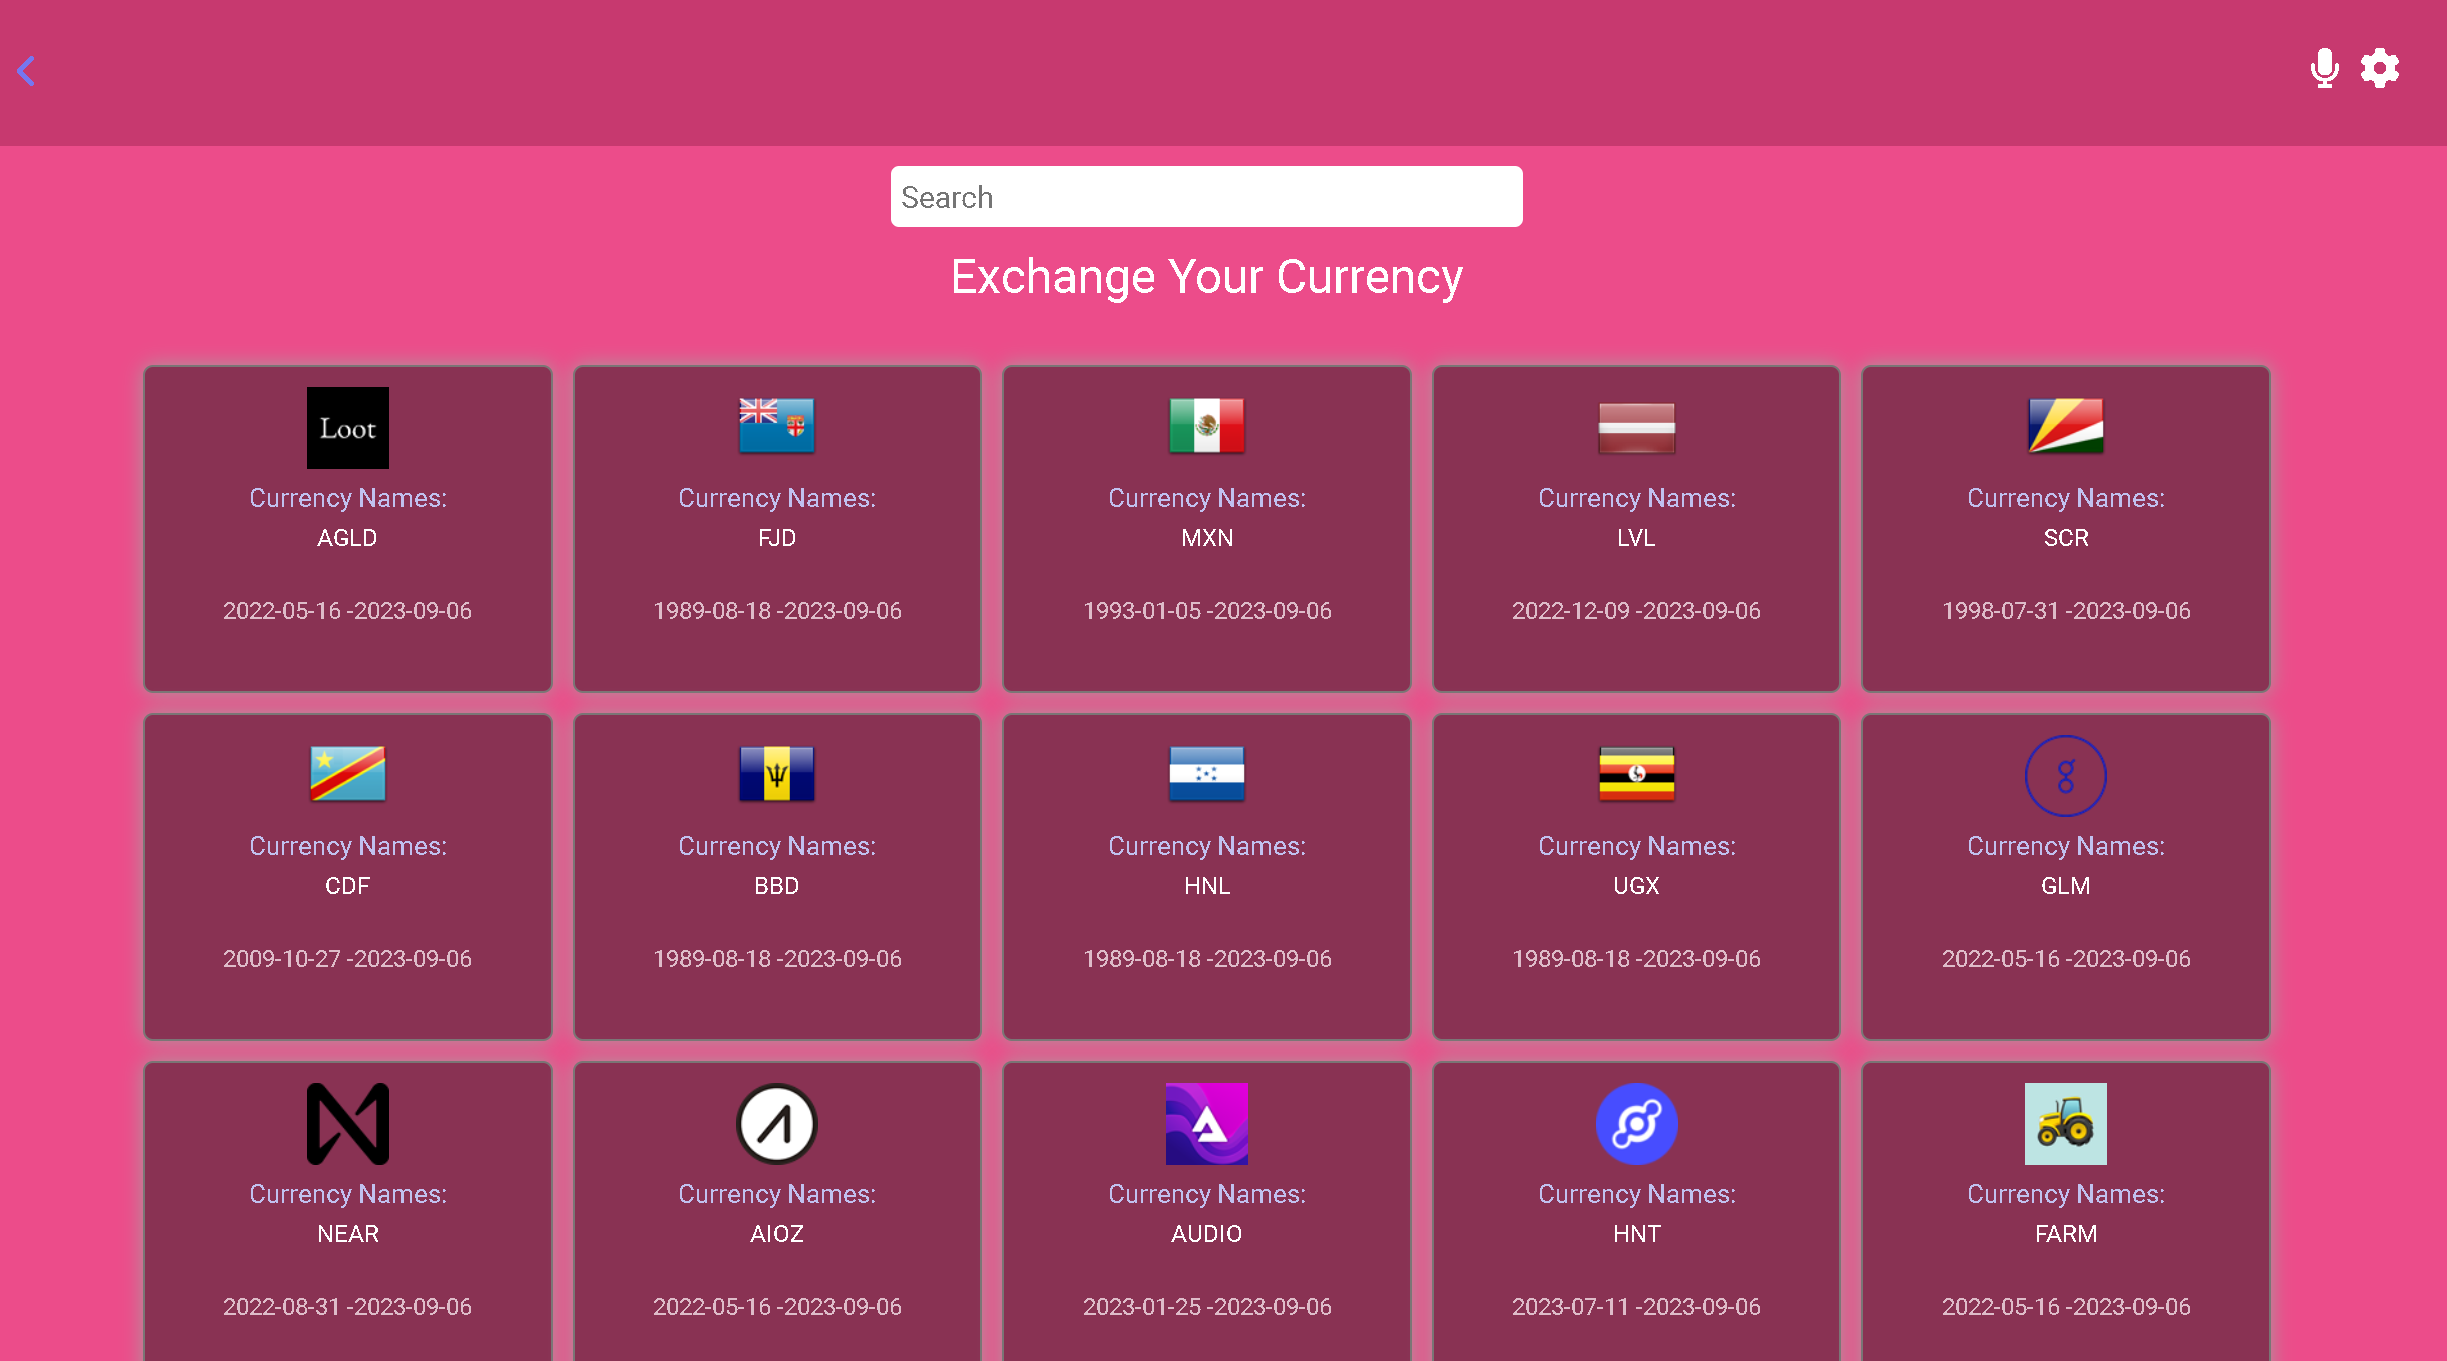 Search
Exchange Your Currency
Loot
Currency Names:
AGLD
2022-05-16 -2023-09-06
Currency Names:
FJD
1989-08-18 -2023-09-06
Currency Names:
MXN
1993-01-05 -2023-09-06
Currency Names:
LVL
2022-12-09 -2023-09-06
Currency Names:
SCR
1998-07-31 -2023-09-06
Currency Names:
CDF
2009-10-27 -2023-09-06
Currency Names:
BBD
1989-08-18 -2023-09-06
Currency Names:
HNL
1989-08-18 -2023-09-06
Currency Names:
UGX
1989-08-18 -2023-09-06
Currency Names:
GLM
2022-05-16 -2023-09-06
Currency Names:
NEAR
2022-08-31 -2023-09-06
Currency Names:
AIOZ
2022-05-16 -2023-09-06
Currency Names:
AUDIO
2023-01-25 -2023-09-06
Currency Names:
HNT
2023-07-11 -2023-09-06
Currency Names:
FARM
2022-05-16 -2023-09-06